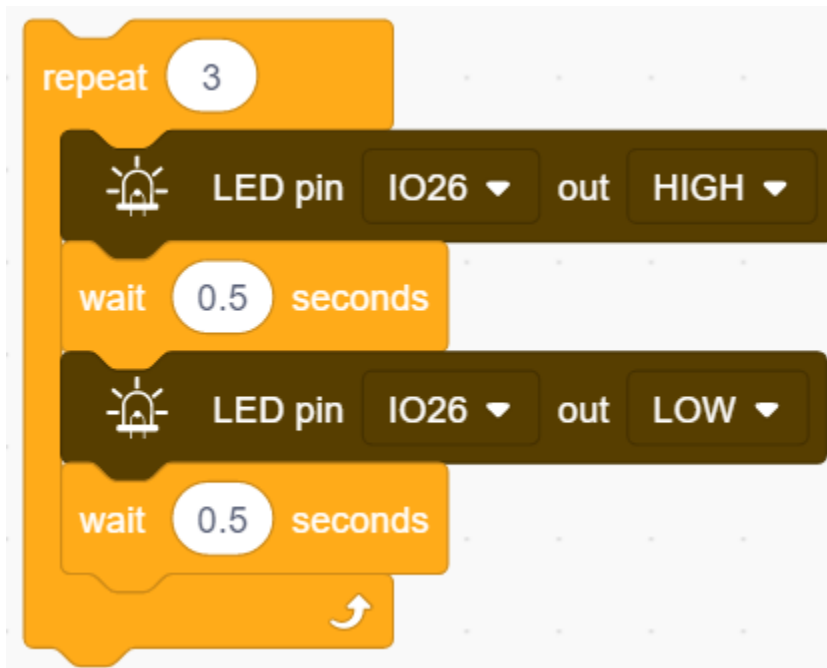 repeat 3
LED pin IO26 out HIGH
wait 0.5 seconds
LED pin IO26 out LOW
wait 0.5 seconds